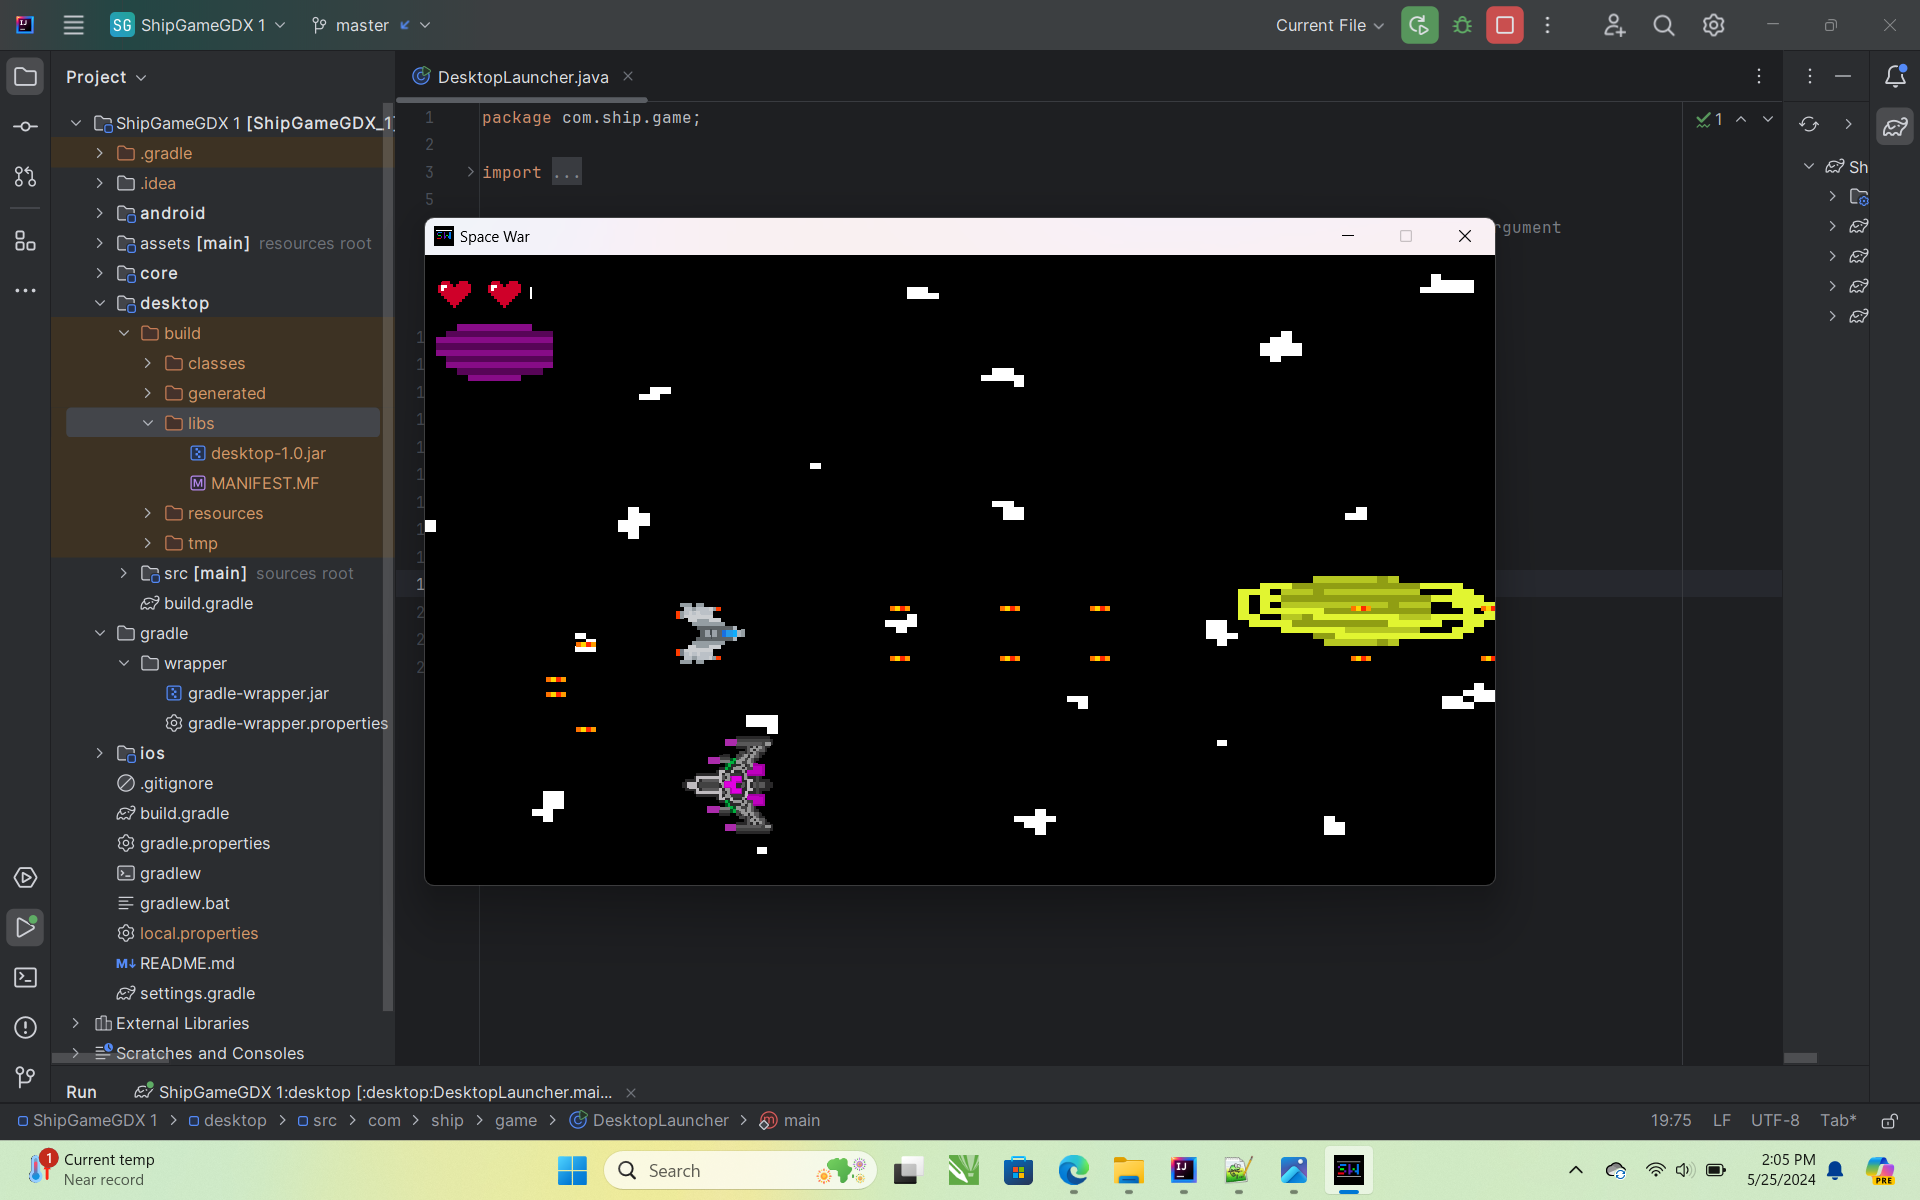 SG ShipGameGDX 1 master Current File
Project
DesktopLauncher.java
ShipGameGDX 1 [ShipGameGDX_1]
.gradle
.idea
android
assets [main] resources root
core
desktop
build
classes
generated
libs
desktop-1.0.jar
MANIFEST.MF
resources
tmp
src [main] sources root
build.gradle
gradle
wrapper
gradle-wrapper.jar
gradle-wrapper.properties
ios
.gitignore
build.gradle
gradle.properties
gradlew
gradlew.bat
local.properties
README.md
settings.gradle
External Libraries
Scratches and Consoles
1 package com.ship.game;
2
3 import ...
5
1
rgument
Space War
Sh
Run ShipGameGDX 1:desktop [:desktop:DesktopLauncher.mai...
ShipGameGDX 1 > desktop > src > com > ship > game > DesktopLauncher > main
19:75 LF UTF-8 Tab*
1 Current temp
Near record
Search
2:05 PM
5/25/2024
PRE